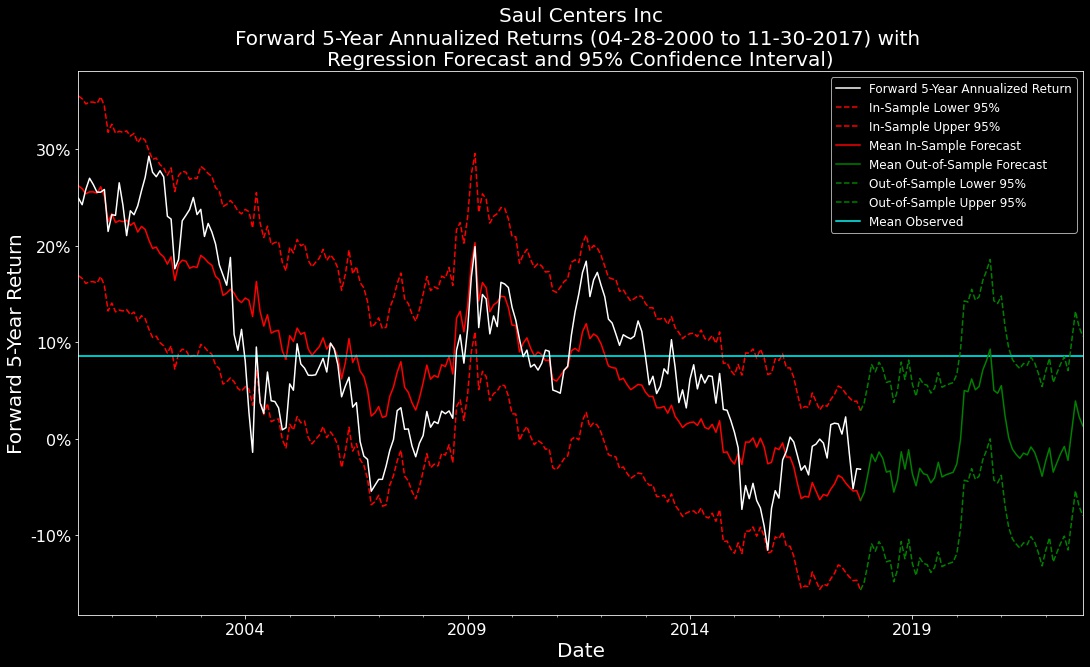 Saul Centers Inc
Forward 5-Year Annualized Returns (04-28-2000 to 11-30-2017) with
Regression Forecast and 95% Confidence Interval)
Forward 5-Year Annualized Return
In-Sample Lower 95%
In-Sample Upper 95%
Mean In-Sample Forecast
Mean Out-of-Sample Forecast
Out-of-Sample Lower 95%
Out-of-Sample Upper 95%
Mean Observed
Forward 5-Year Return
30%
20%
10%
0%
-10%
2004
2009
2014
2019
Date